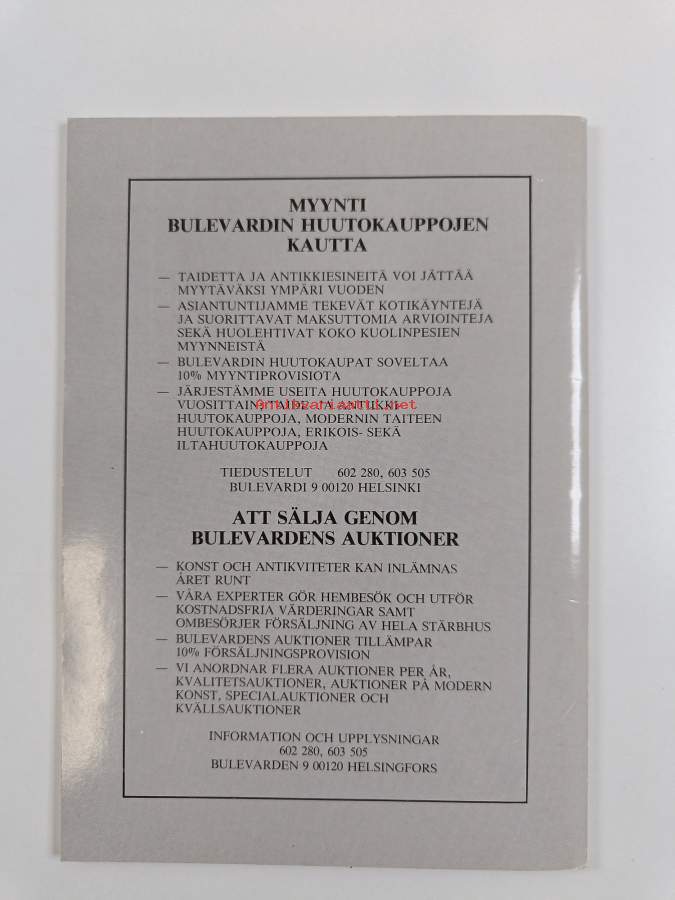 MYYNTI
BULEVARDIN HUUTOKAUPPOJEN
KAUTTA
— TAIDETTA JA ANTIKKIESINEITÄ VOI JÄTTÄÄ
MYYTÄVÄKSI YMPÄRI VUODEN
— ASIANTUNTIJAMME TEKEVÄT KOTIKÄYNTEJÄ
JA SUORITTAVAT MAKSUTTOMIA ARVIOINTEJA
SEKÄ HUOLEHTIVAT KOKO KUOLINPESIEN
MYYNNEISTÄ
— BULEVARDIN HUUTOKAUPAT SOVELTAA
10% MYYNTIPROVISIOTA
— JÄRJESTÄMME USEITA HUUTOKAUPPOJA
VUOSITTAIN, TAIDE- JA ANTIIKKI-
Antikvariaatti.net
HUUTOKAUPPOJA, MODERNIN TAITEEN
HUUTOKAUPPOJA, ERIKOIS- SEKÄ
ILTAHUUTOKAUPPOJA
TIEDUSTELUT 602 280, 603 505
BULEVARDI 9 00120 HELSINKI
ATT SÄLJA GENOM
BULEVARDENS AUKTIONER
— KONST OCH ANTIKVITETER KAN INLÄMNAS
ÅRET RUNT
— VÅRA EXPERTER GÖR HEMBESÖK OCH UTFÖR
KOSTNADSFRIA VÄRDERINGAR SAMT
OMBESÖRJER FÖRSÄLJNING AV HELA STÄRBHUS
— BULEVARDENS AUKTIONER TILLÄMPAR
10% FÖRSÄLJNINGSPROVISION
— VI ANORDNAR FLERA AUKTIONER PER ÅR,
KVALITETSAUKTIONER, AUKTIONER PÅ MODERN
KONST, SPECIALAUKTIONER OCH
KVÄLLSAUKTIONER
INFORMATION OCH UPPLYSNINGAR
602 280, 603 505
BULEVARDEN 9 00120 HELSINGFORS